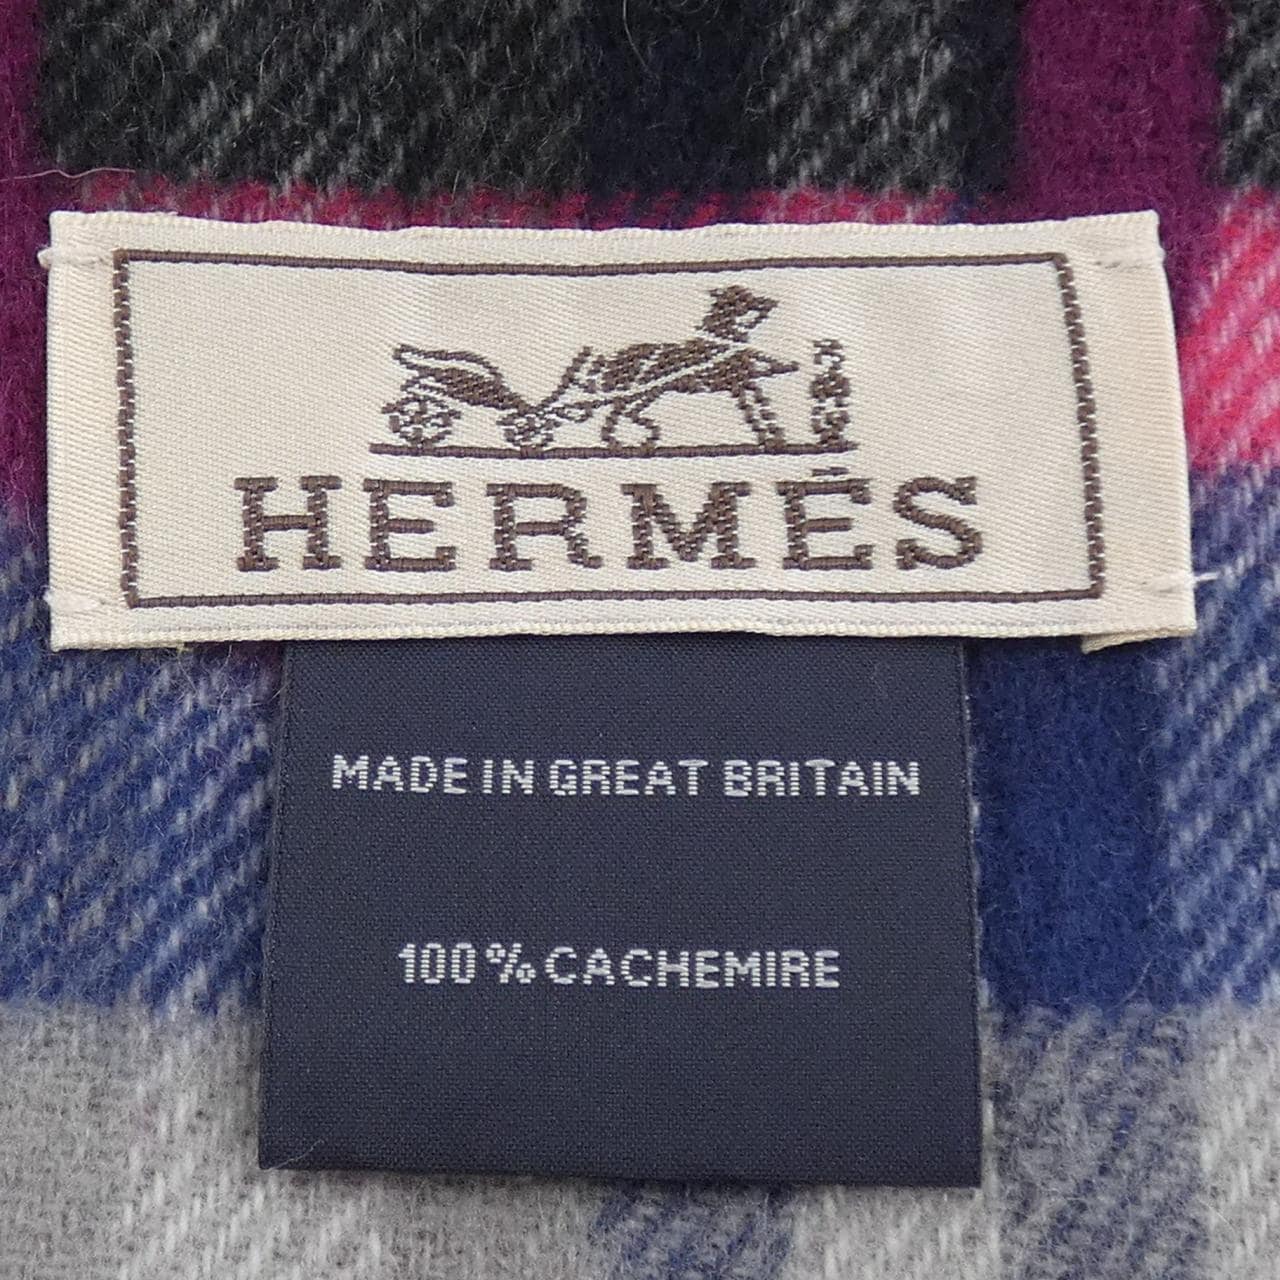 HERMÈS
MADE IN GREAT BRITAIN
100% CACHEMIRE